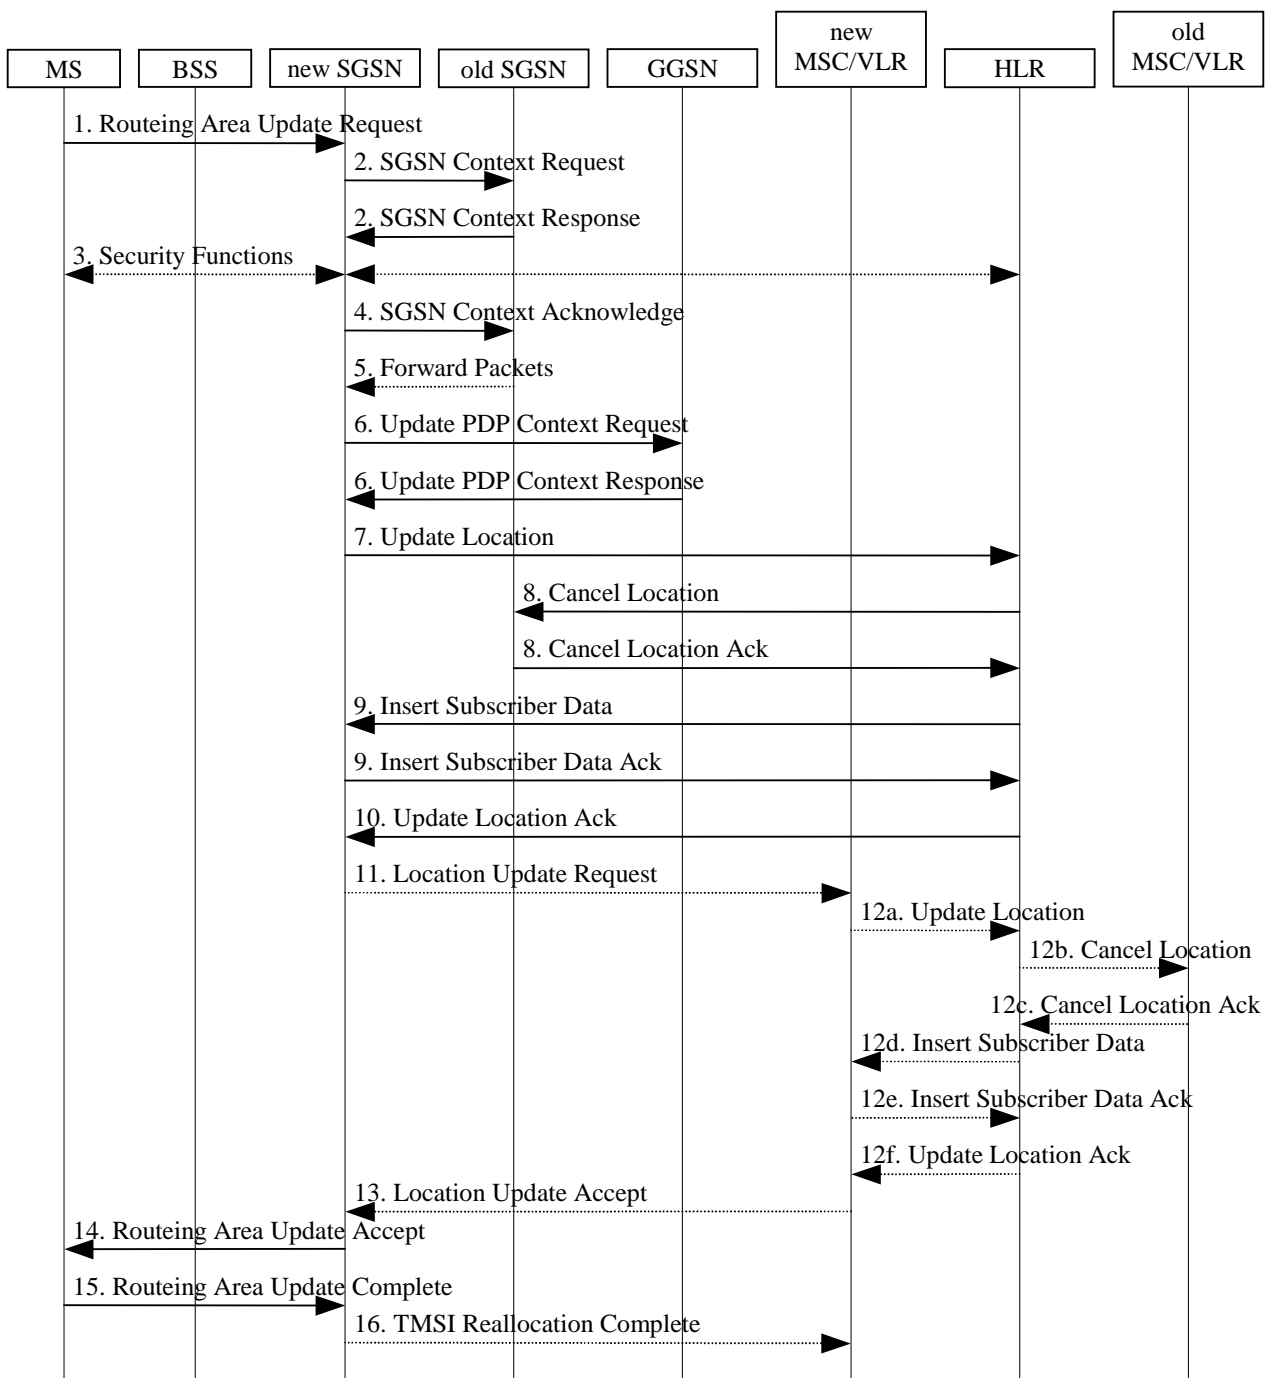 new
old
MS
BSS
new SGSN
old SGSN
GGSN
MSC/VLR
HLR
MSC/VLR
1. Routeing Area Update Request
2. SGSN Context Request
2. SGSN Context Response
3. Security Functions
4. SGSN Context Acknowledge
5. Forward Packets
6. Update PDP Context Request
6. Update PDP Context Response
7. Update Location
8. Cancel Location
8. Cancel Location Ack
9. Insert Subscriber Data
9. Insert Subscriber Data Ack
10. Update Location Ack
11. Location Update Request
12a. Update Location
12b. Cancel Location
12c. Cancel Location Ack
12d. Insert Subscriber Data
12e. Insert Subscriber Data Ack
12f. Update Location Ack
13. Location Update Accept
14. Routeing Area Update Accept
15. Routeing Area Update Complete
16. TMSI Reallocation Complete